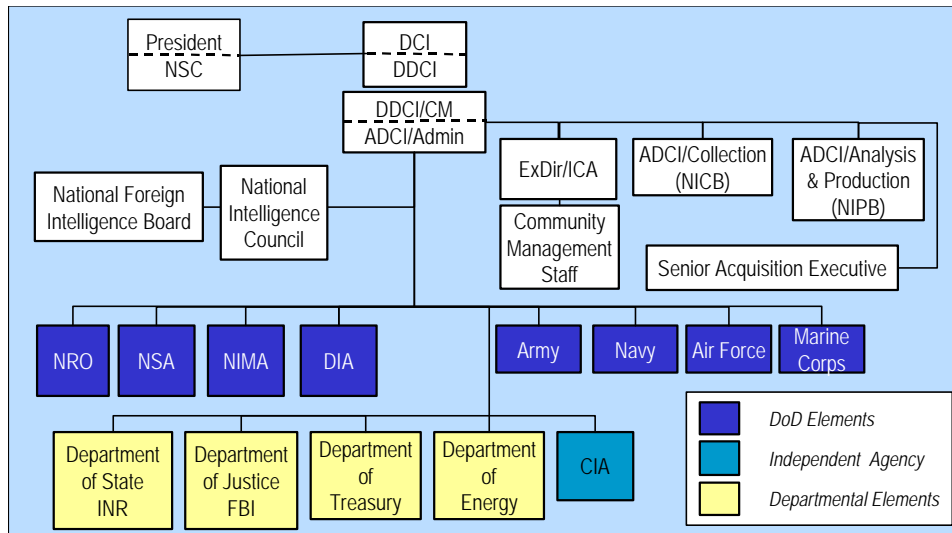 President
NSC
DCI
DDCI
DDCI/CM
ADCI/Admin
ExDir/ICA
ADCI/Collection
(NICB)
ADCI/Analysis
& Production
(NIPB)
National Foreign
Intelligence Board
National
Intelligence
Council
Community
Management
Staff
Senior Acquisition Executive
NRO
NSA
NIMA
DIA
Army
Navy
Air Force
Marine
Corps
Department
of State
INR
Department
of Justice
FBI
Department
of
Treasury
Department
of
Energy
CIA
DoD Elements
Independent Agency
Departmental Elements